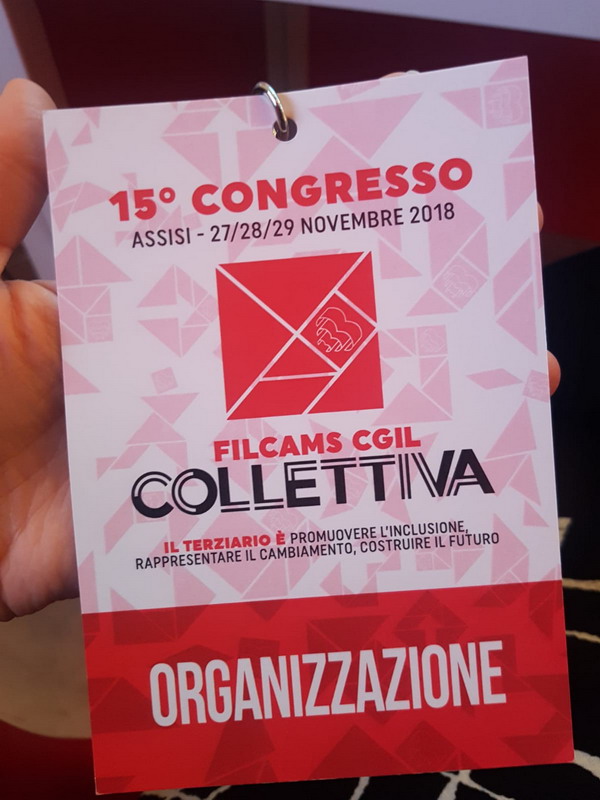 15° CONGRESSO
ASSISI - 27/28/29 NOVEMBRE 2018
FILCAMS CGIL
COLLETTIVA
IL TERZIARIO È PROMUOVERE L'INCLUSIONE,
RAPPRESENTARE IL CAMBIAMENTO, COSTRUIRE IL FUTURO
ORGANIZZAZIONE